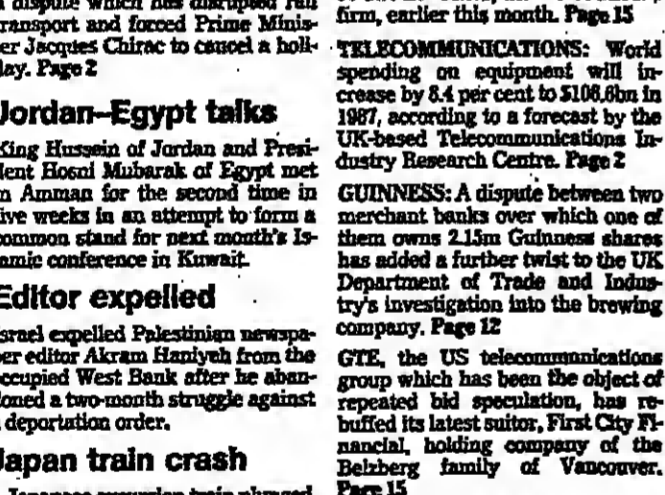 a dispute which has disrupted rail
transport and forced Prime Minis-
ter Jacques Chirac to cancel a holi-
day. Page 2
Jordan–Egypt talks
King Hussein of Jordan and Presi-
dent Hosni Mubarak of Egypt met
in Amman for the second time in
five weeks in an attempt to form a
common stand for next month's Is-
lamic conference in Kuwait.
Editor expelled
Israel expelled Palestinian newspa-
per editor Akram Haniyeh from the
occupied West Bank after he aban-
doned a two-month struggle against
a deportation order.
Japan train crash
Japanese excursion train plunged
firm, earlier this month. Page 15
TELECOMMUNICATIONS: World
spending on equipment will in-
crease by 8.4 per cent to $108.6bn in
1987, according to a forecast by the
UK-based Telecommunications In-
dustry Research Centre. Page 2
GUINNESS: A dispute between two
merchant banks over which one of
them owns 2.15m Guinness shares
has added a further twist to the UK
Department of Trade and Indus-
try's investigation into the brewing
company. Page 12
GTE, the US telecommunications
group which has been the object of
repeated bid speculation, has re-
buffed its latest suitor, First City Fi-
nancial, holding company of the
Belzberg family of Vancouver.
Page 15